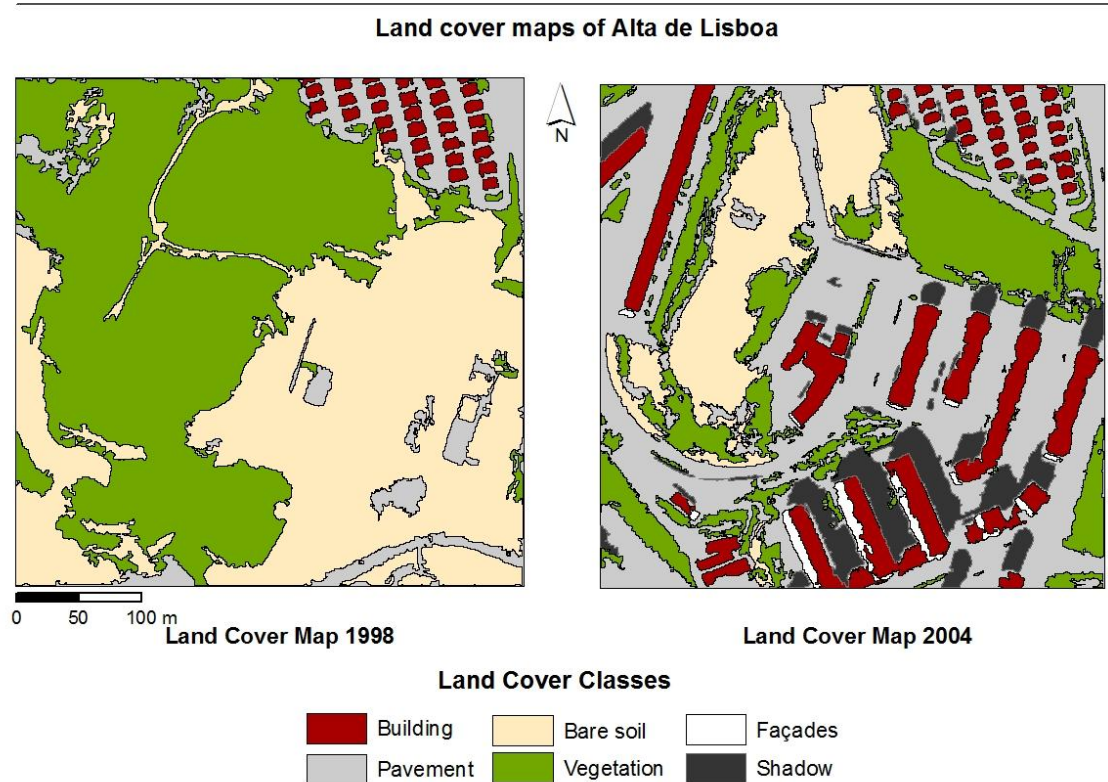 Land cover maps of Alta de Lisboa
N
0 50 100 m
Land Cover Map 1998
Land Cover Map 2004
Land Cover Classes
Building
Bare soil
Façades
Pavement
Vegetation
Shadow